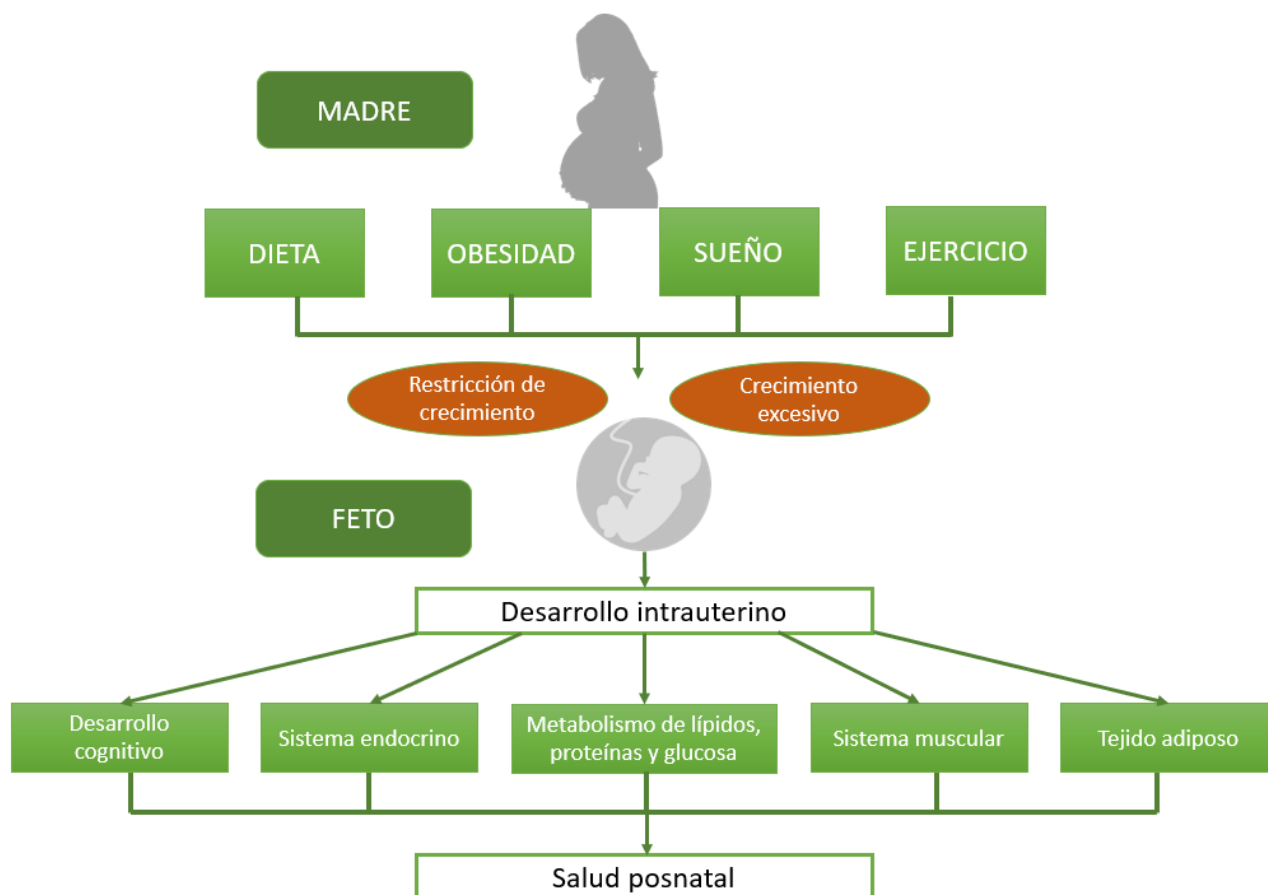 MADRE
DIETA
OBESIDAD
SUEÑO
EJERCICIO
Restricción de
crecimiento
Crecimiento
excesivo
FETO
Desarrollo intrauterino
Desarrollo
cognitivo
Sistema endocrino
Metabolismo de lípidos,
proteínas y glucosa
Sistema muscular
Tejido adiposo
Salud posnatal